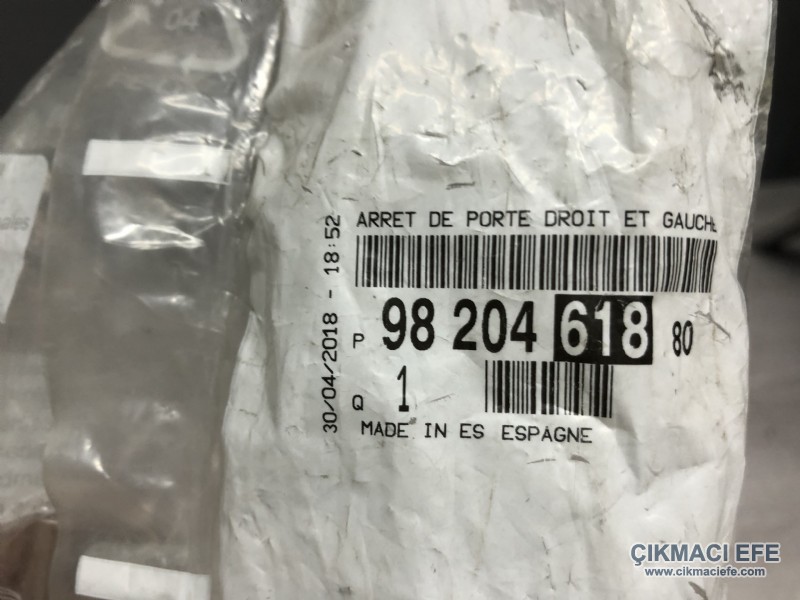 04
ARRET DE PORTE DROIT ET GAUCHE
30/04/2018 - 18:52
P 98 204 618 80
Q 1
MADE IN ES ESPAGNE
ÇIKMACI EFE
www.cikmaciefe.com